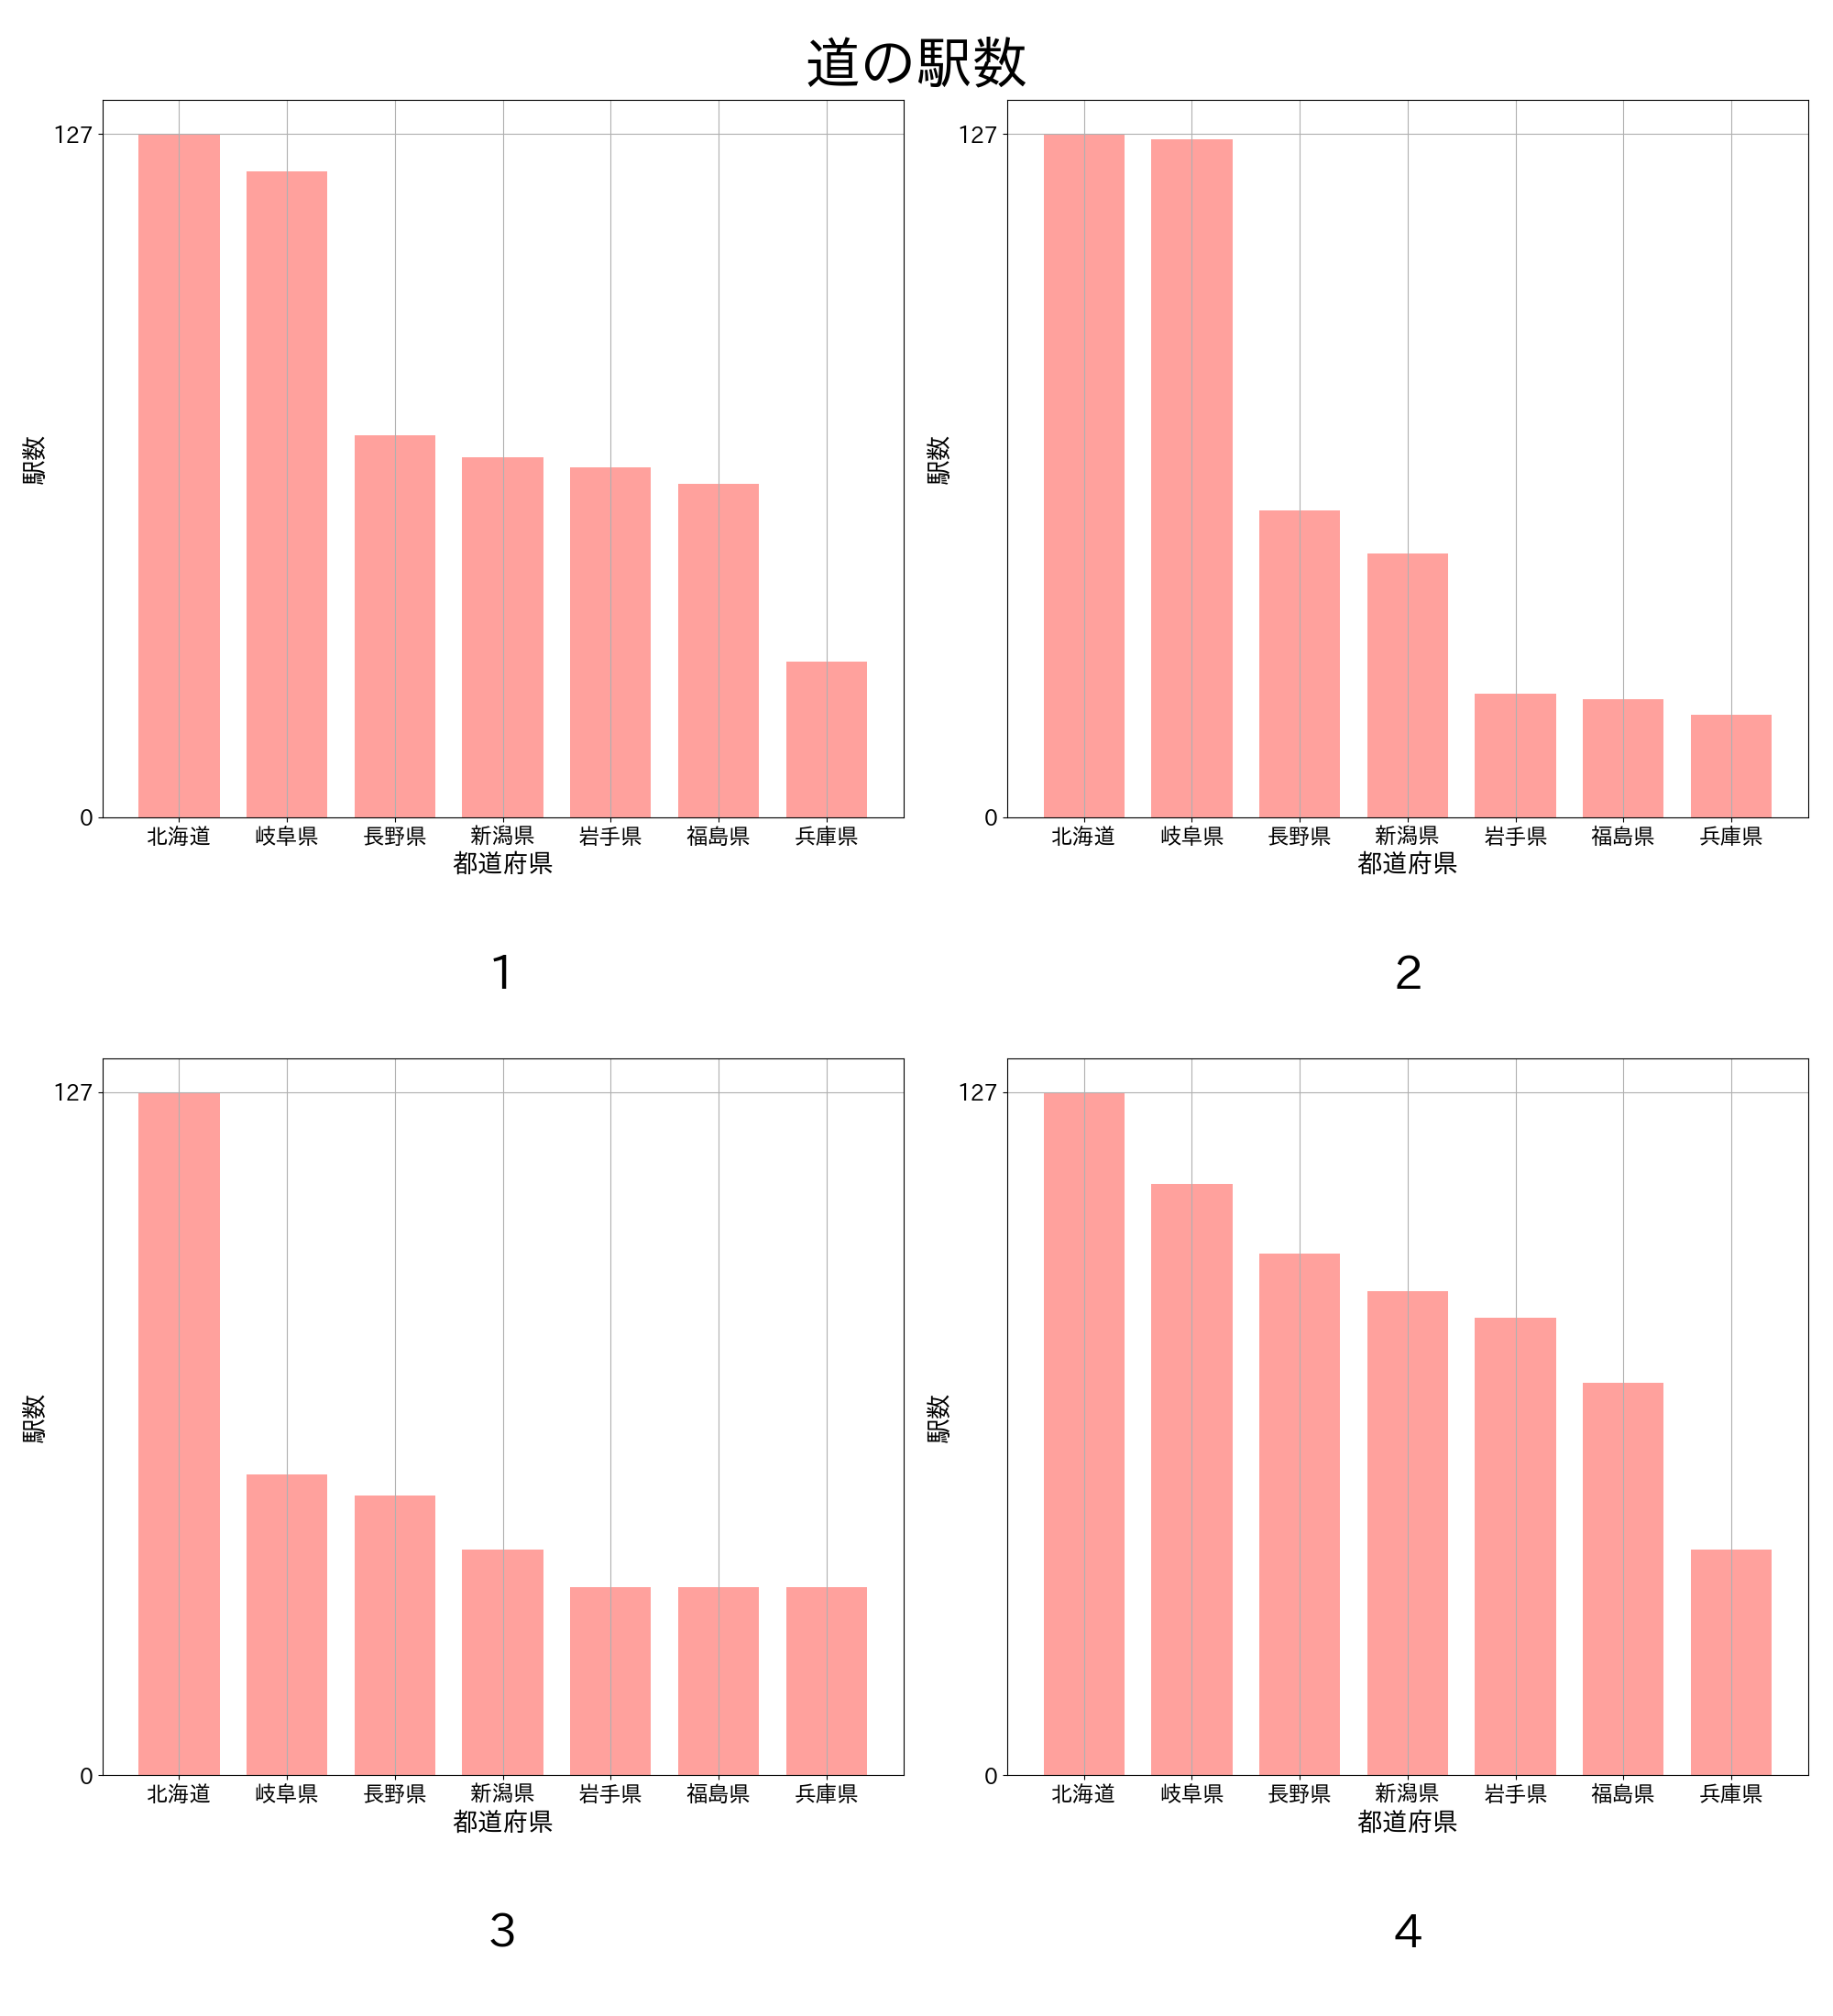 道の駅数
127
0
駅数
北海道 岐阜県 長野県 新潟県 岩手県 福島県 兵庫県
都道府県
1
127
0
駅数
北海道 岐阜県 長野県 新潟県 岩手県 福島県 兵庫県
都道府県
2
127
0
駅数
北海道 岐阜県 長野県 新潟県 岩手県 福島県 兵庫県
都道府県
3
127
0
駅数
北海道 岐阜県 長野県 新潟県 岩手県 福島県 兵庫県
都道府県
4